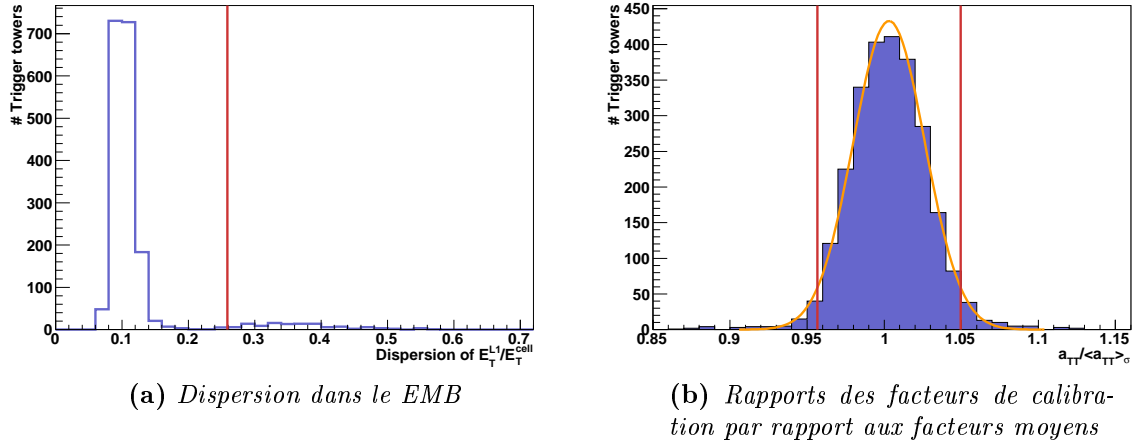 # Trigger towers
700
600
500
400
300
200
100
0
0 0.1 0.2 0.3 0.4 0.5 0.6 0.7
Dispersion of E_T^L1/E_T^cell
(a) Dispersion dans le EMB
# Trigger towers
450
400
350
300
250
200
150
100
50
0
0.85 0.9 0.95 1 1.05 1.1 1.15
a_TT/<a_TT>_σ
(b) Rapports des facteurs de calibra-
tion par rapport aux facteurs moyens